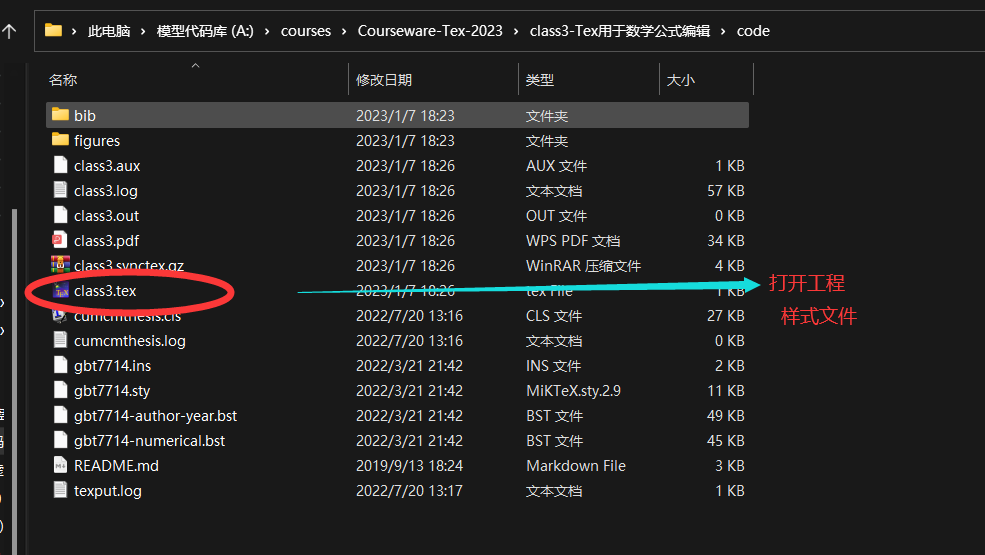 此电脑 › 模型代码库 (A:) › courses › Courseware-Tex-2023 › class3-Tex用于数学公式编辑 › code
名称 修改日期 类型 大小
bib 2023/1/7 18:23 文件夹
figures 2023/1/7 18:23 文件夹
class3.aux 2023/1/7 18:26 AUX 文件 1 KB
class3.log 2023/1/7 18:26 文本文档 57 KB
class3.out 2023/1/7 18:26 OUT 文件 0 KB
class3.pdf 2023/1/7 18:26 WPS PDF 文档 34 KB
class3.synctex.gz 2023/1/7 18:26 WinRAR 压缩文件 4 KB
class3.tex 2023/1/7 18:26 tex File 1 KB 打开工程
cumcmthesis.cls 2022/7/20 13:16 CLS 文件 27 KB 样式文件
cumcmthesis.log 2022/7/20 13:16 文本文档 0 KB
gbt7714.ins 2022/3/21 21:42 INS 文件 2 KB
gbt7714.sty 2022/3/21 21:42 MiKTeX.sty.2.9 11 KB
gbt7714-author-year.bst 2022/3/21 21:42 BST 文件 49 KB
gbt7714-numerical.bst 2022/3/21 21:42 BST 文件 45 KB
README.md 2019/9/13 18:24 Markdown File 3 KB
texput.log 2022/7/20 13:17 文本文档 1 KB